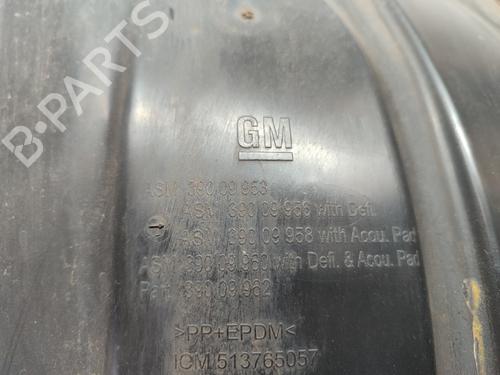 B-PARTS
GM
ASM 390 09 953
ASM 390 09 956 with Defl.
ASM 390 09 958 with Acou. Pad
ASM 390 09 960 with Defl. & Acou. Pad
Part 390 09 962
>PP+EPDM<
ICM 513765057